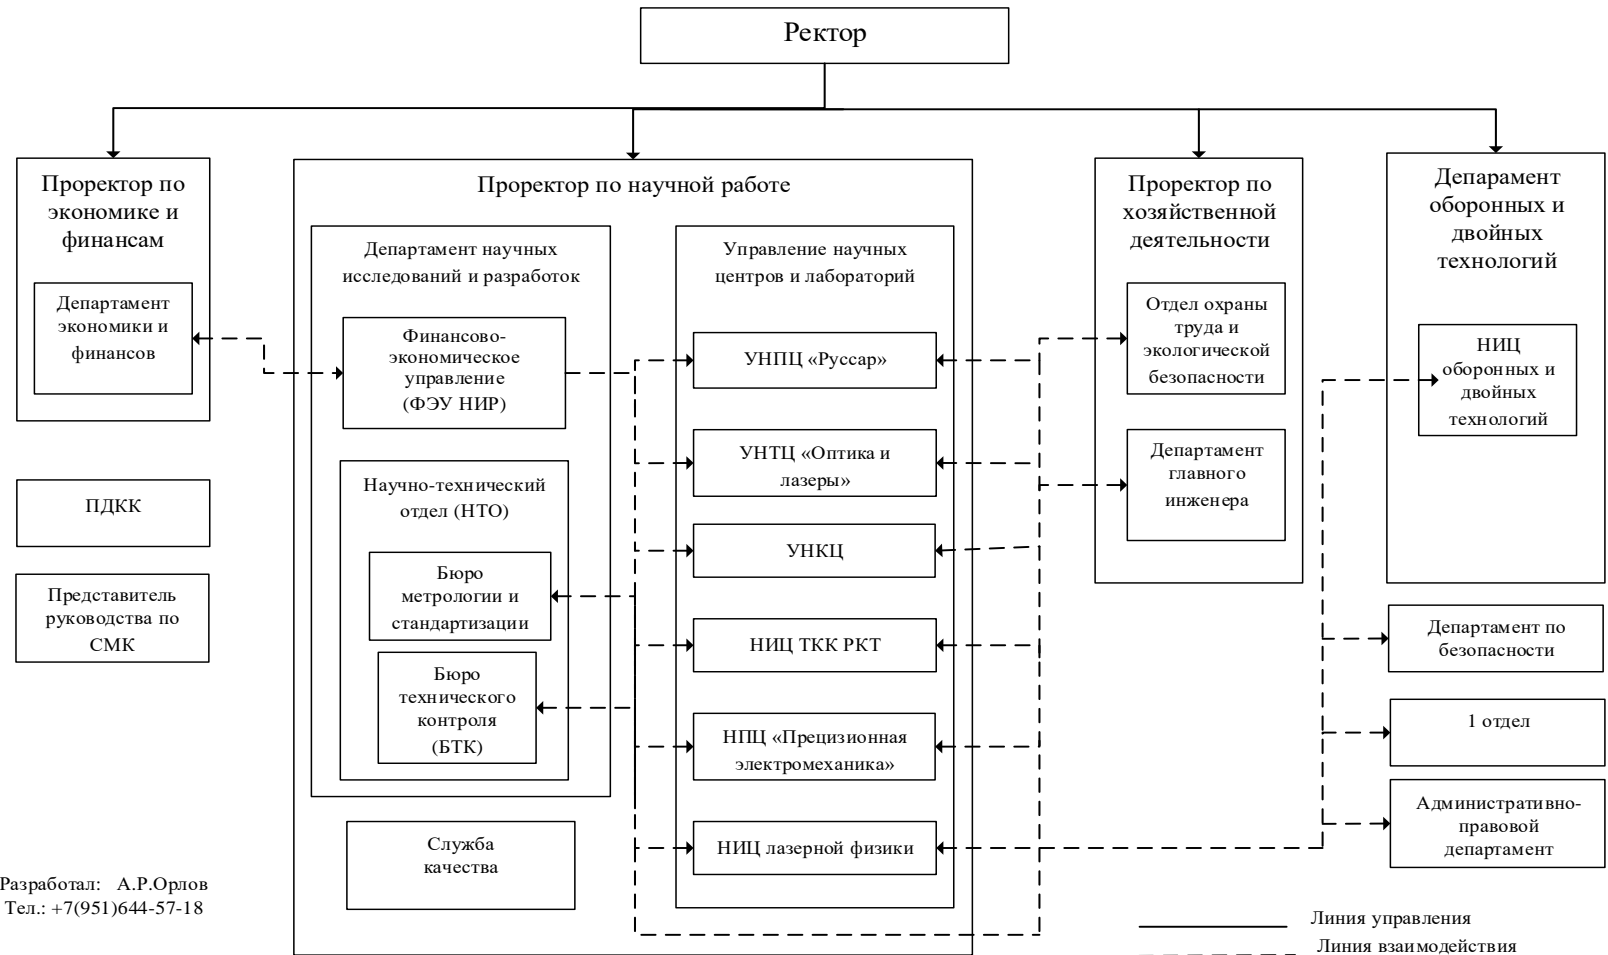 Ректор
Проректор по
экономике и
финансам
Департамент
экономики и
финансов
ПДКК
Представитель
руководства по
СМК
Проректор по научной работе
Департамент научных
исследований и разработок
Финансово-
экономическое
управление
(ФЭУ НИР)
Научно-технический
отдел (НТО)
Бюро
метрологии и
стандартизации
Бюро
технического
контроля
(БТК)
Служба
качества
Управление научных
центров и лабораторий
УНПЦ «Руссар»
УНТЦ «Оптика и
лазеры»
УНКЦ
НИЦ ТКК РКТ
НПЦ «Прецизионная
электромеханика»
НИЦ лазерной физики
Проректор по
хозяйственной
деятельности
Отдел охраны
труда и
экологической
безопасности
Департамент
главного
инженера
Депарамент
оборонных и
двойных
технологий
НИЦ
оборонных и
двойных
технологий
Департамент по
безопасности
1 отдел
Административно-
правовой
департамент
Разработал: А.Р.Орлов
Тел.: +7(951)644-57-18
Линия управления
Линия взаимодействия